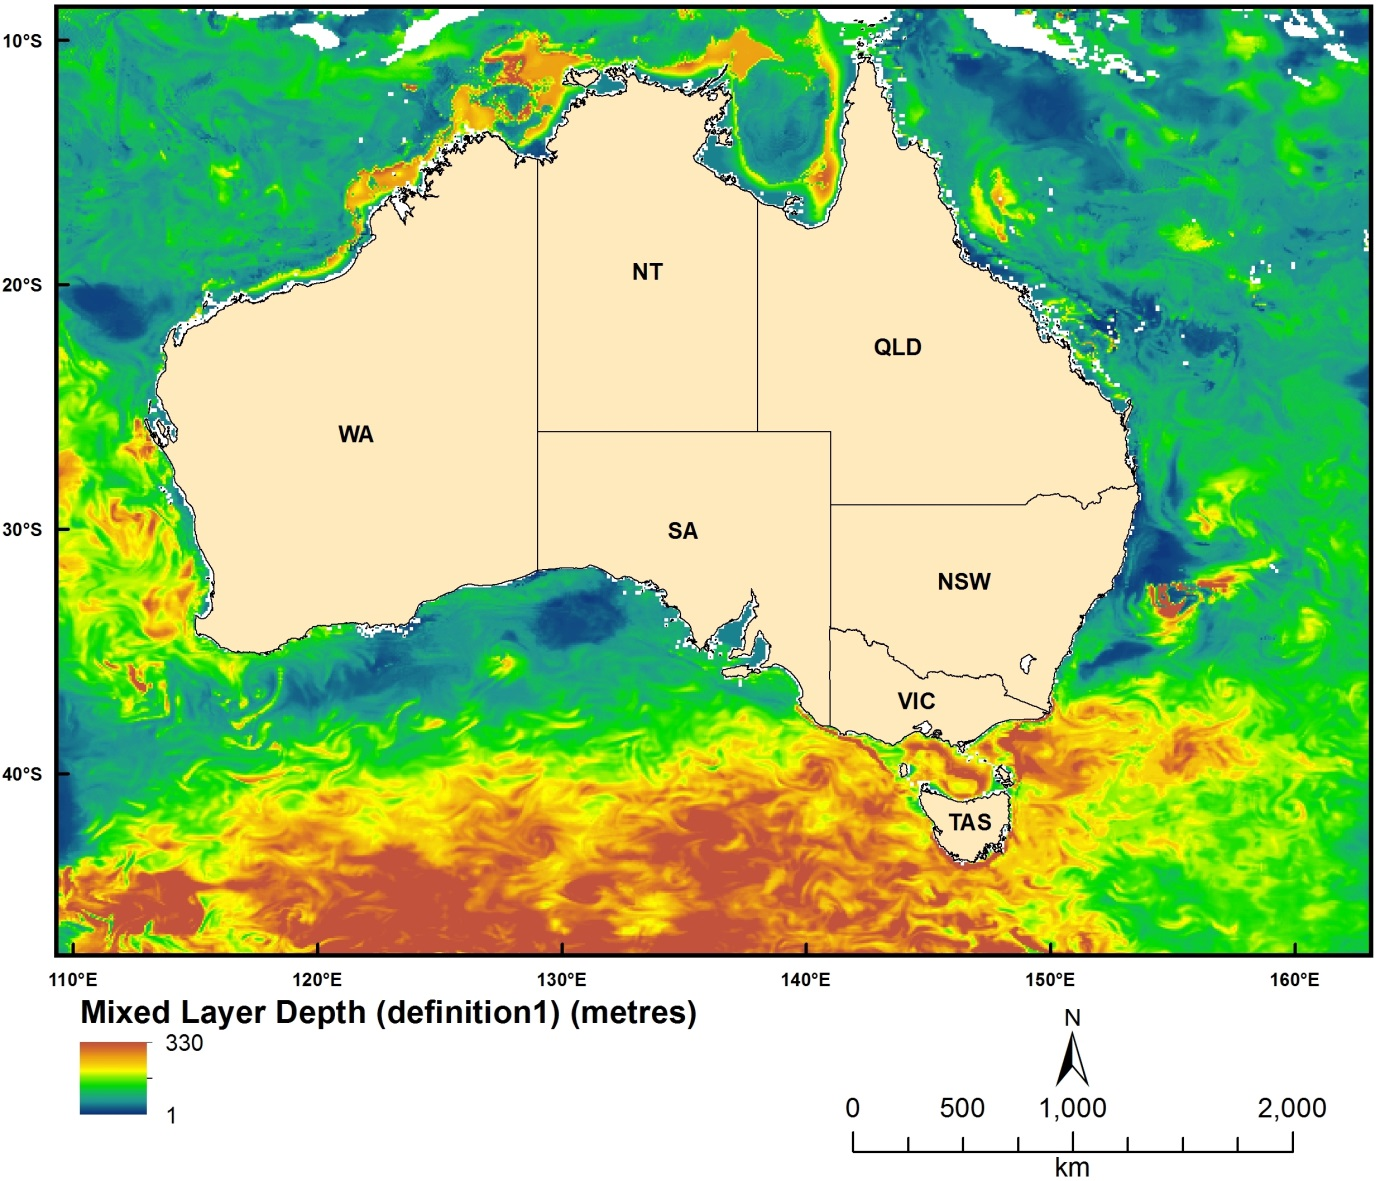 10°S
NT
20°S
QLD
WA
30°S
SA
NSW
VIC
40°S
TAS
110°E 120°E 130°E 140°E 150°E 160°E
Mixed Layer Depth (definition1) (metres)
330
1
N
0 500 1,000 2,000
km